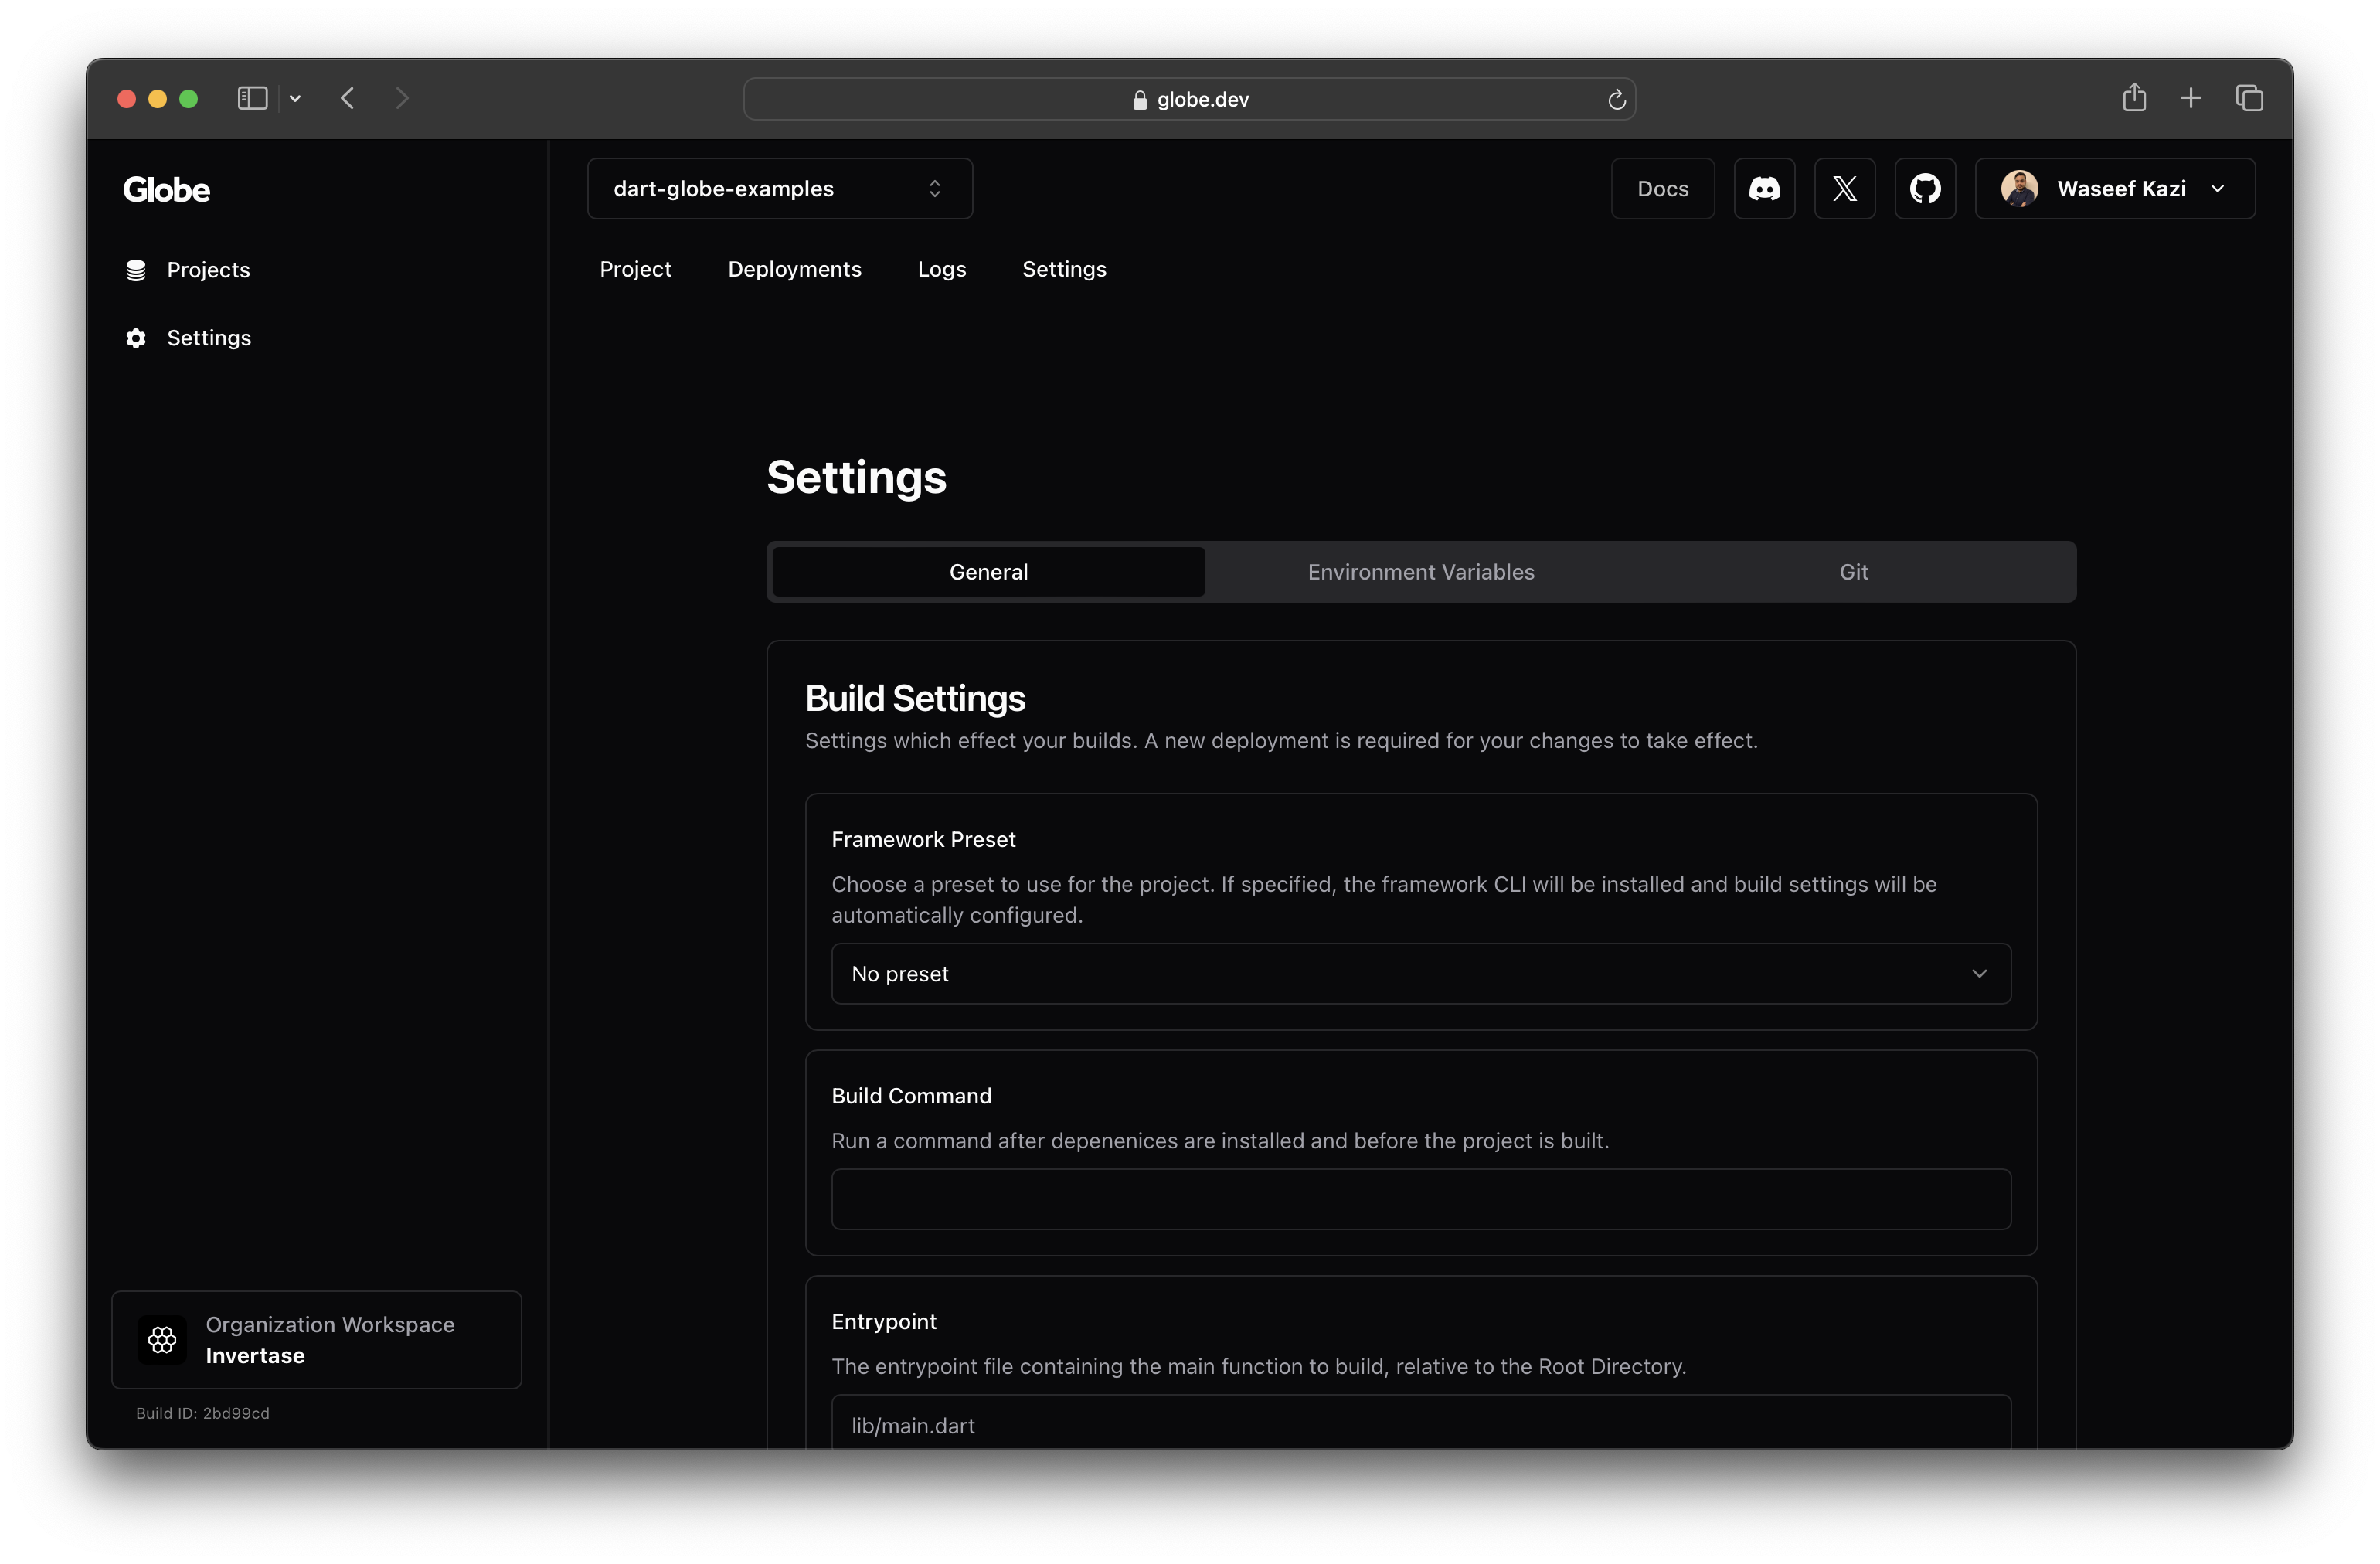 globe.dev
Globe
dart-globe-examples
Docs
Waseef Kazi
Projects
Settings
Project
Deployments
Logs
Settings
Settings
General
Environment Variables
Git
Build Settings
Settings which effect your builds. A new deployment is required for your changes to take effect.
Framework Preset
Choose a preset to use for the project. If specified, the framework CLI will be installed and build settings will be
automatically configured.
No preset
Build Command
Run a command after depenenices are installed and before the project is built.
Entrypoint
The entrypoint file containing the main function to build, relative to the Root Directory.
lib/main.dart
Organization Workspace
Invertase
Build ID: 2bd99cd